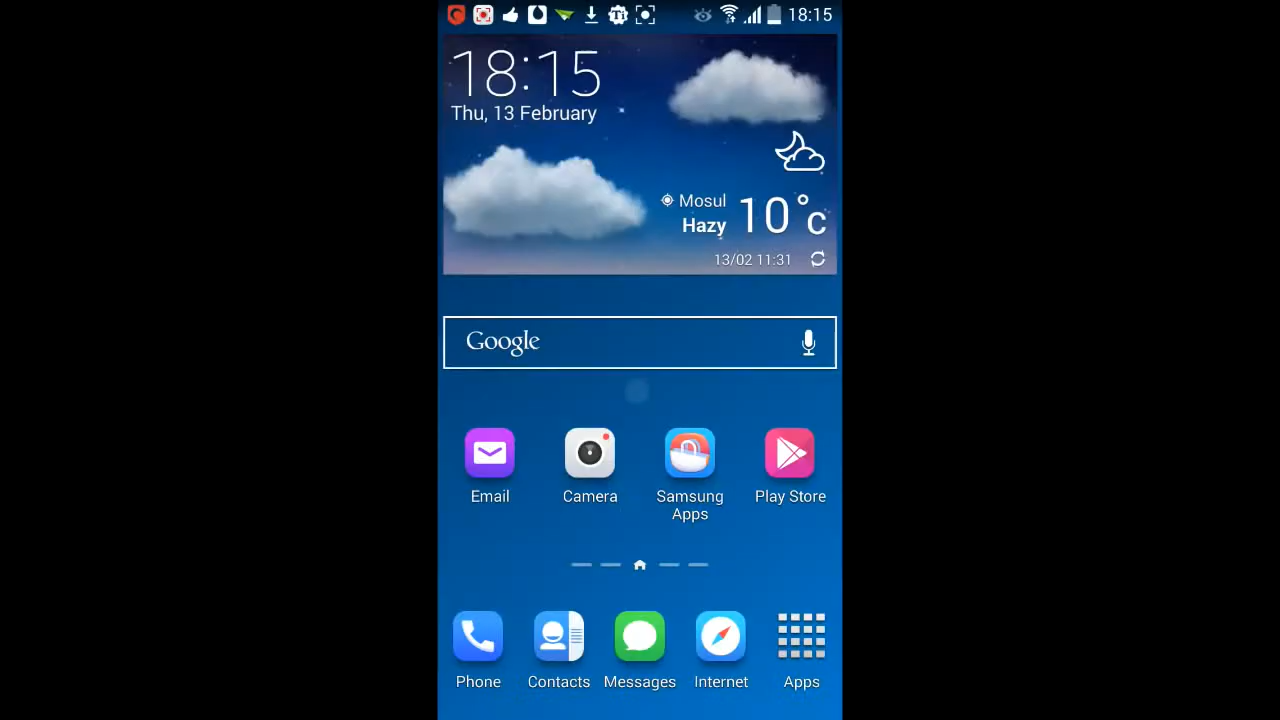 18:15
18:15
Thu, 13 February
Mosul
Hazy
10°C
13/02 11:31
Google
Email
Camera
Samsung
Apps
Play Store
Phone
Contacts
Messages
Internet
Apps